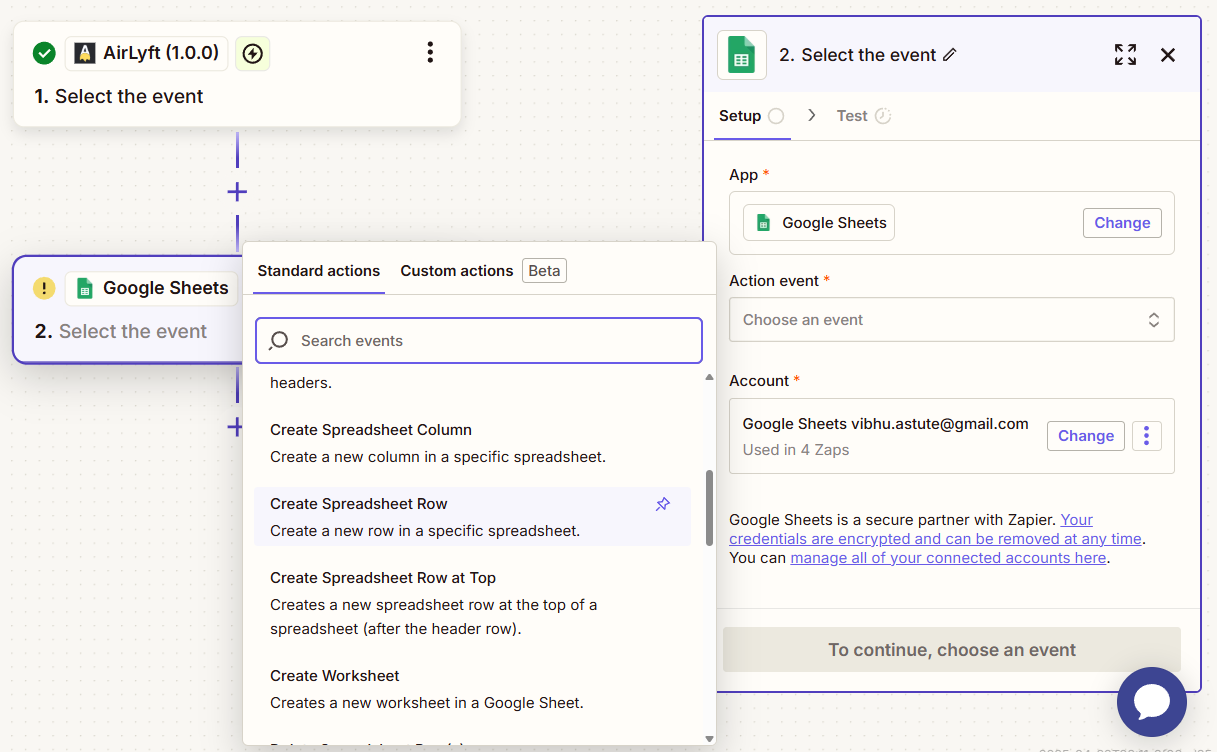 AirLyft (1.0.0)
1. Select the event
Google Sheets
2. Select the event
Standard actions
Custom actions
Beta
Search events
headers.
Create Spreadsheet Column
Create a new column in a specific spreadsheet.
Create Spreadsheet Row
Create a new row in a specific spreadsheet.
Create Spreadsheet Row at Top
Creates a new spreadsheet row at the top of a
spreadsheet (after the header row).
Create Worksheet
Creates a new worksheet in a Google Sheet.
2. Select the event
Setup
Test
App *
Google Sheets
Change
Action event *
Choose an event
Account *
Google Sheets vibhu.astute@gmail.com
Used in 4 Zaps
Change
Google Sheets is a secure partner with Zapier. Your
credentials are encrypted and can be removed at any time.
You can manage all of your connected accounts here.
To continue, choose an event